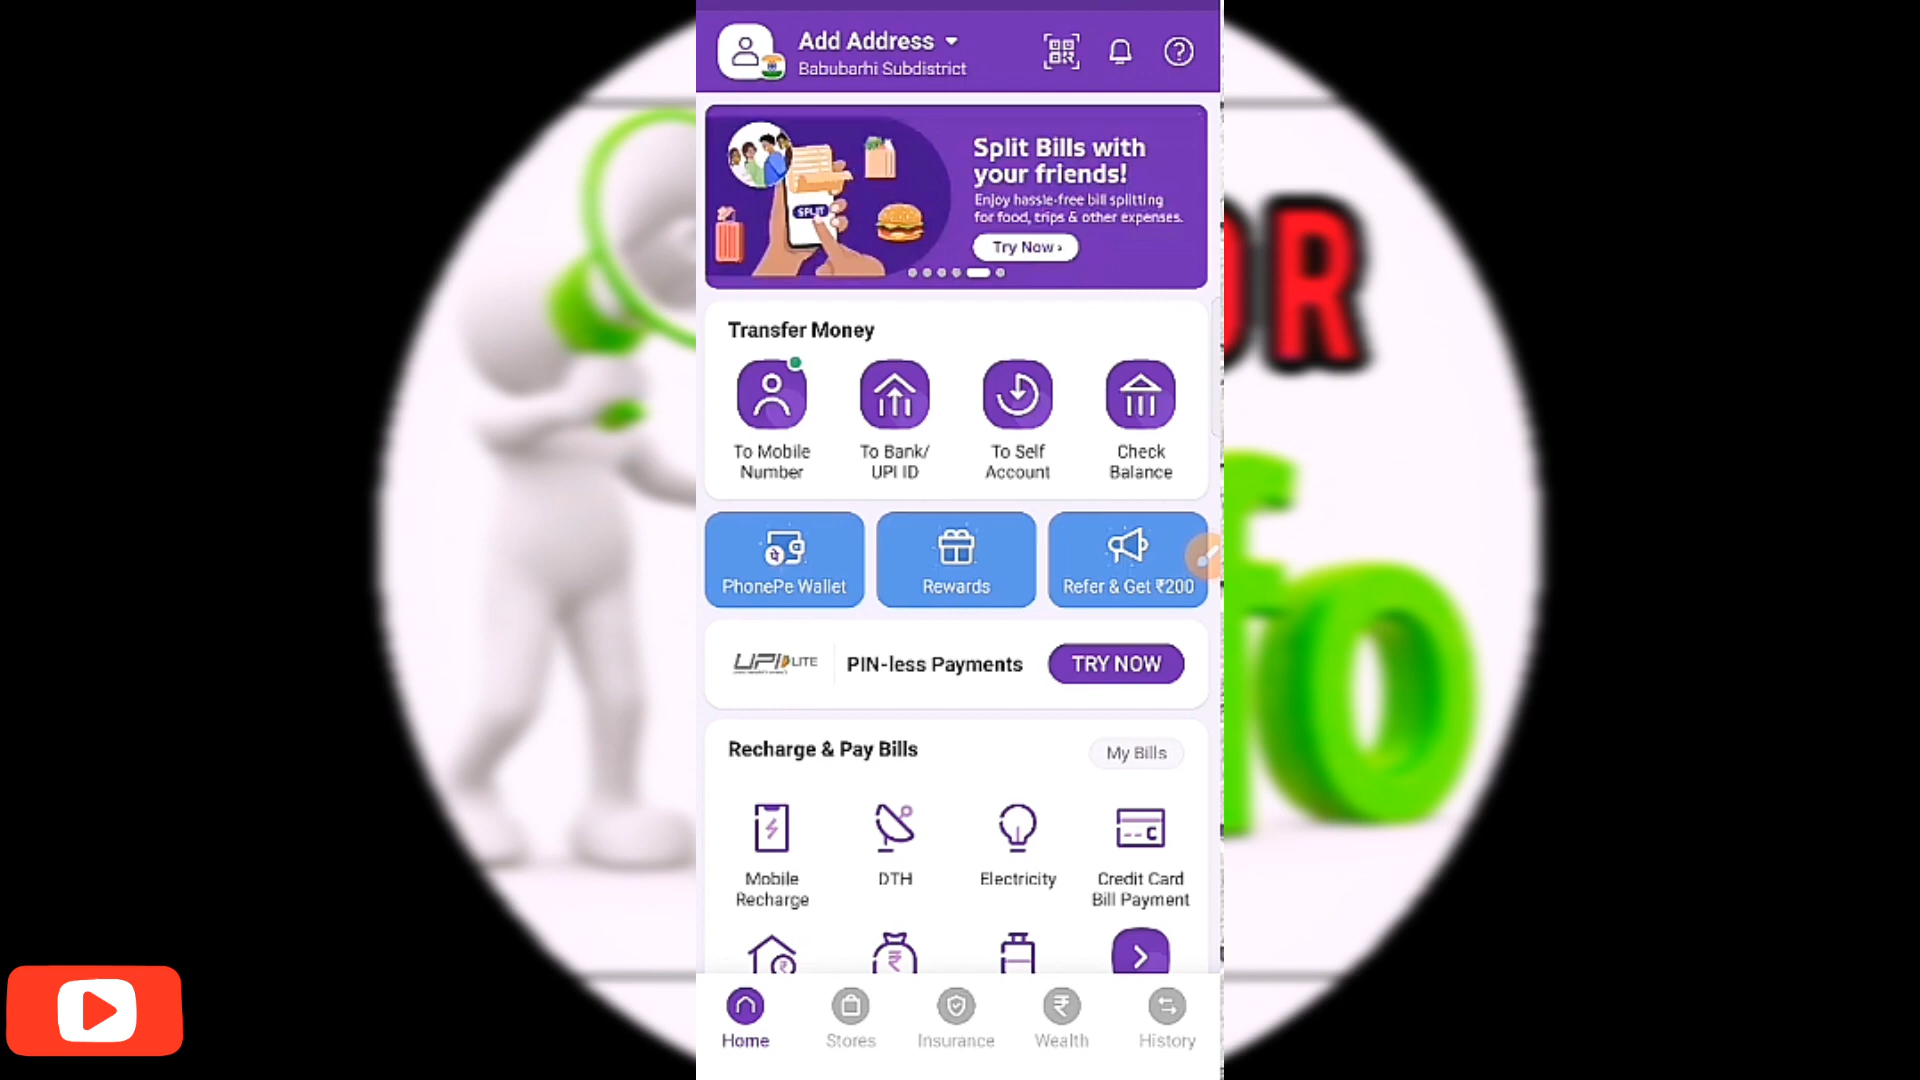 Add Address
Babubarhi Subdistrict
Split Bills with
your friends!
Enjoy hassle-free bill splitting
for food, trips & other expenses.
SPLIT
Try Now ›
Transfer Money
To Mobile
Number
To Bank/
UPI ID
To Self
Account
Check
Balance
PhonePe Wallet
Rewards
Refer & Get ₹200
UPI LITE
PIN-less Payments
TRY NOW
Recharge & Pay Bills
My Bills
Mobile
Recharge
DTH
Electricity
Credit Card
Bill Payment
Home
Stores
Insurance
Wealth
History
OR
fo